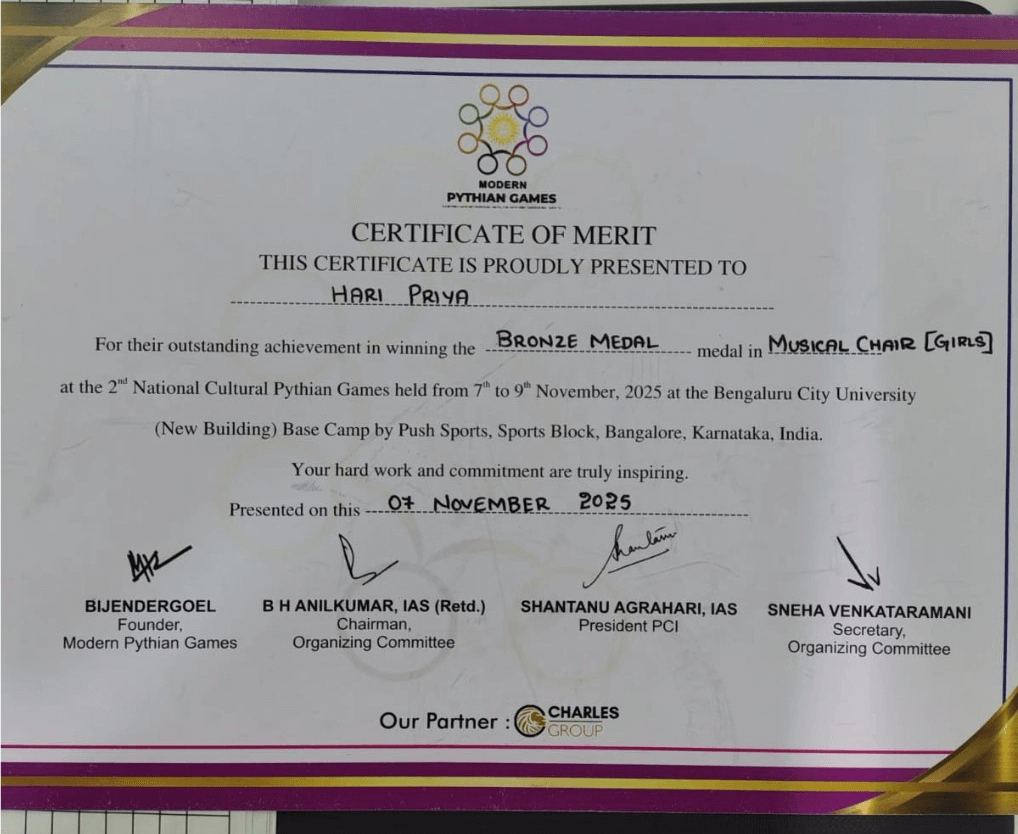 MODERN
PYTHIAN GAMES
CERTIFICATE OF MERIT
THIS CERTIFICATE IS PROUDLY PRESENTED TO
HARI PRIYA
For their outstanding achievement in winning the BRONZE MEDAL medal in MUSICAL CHAIR [GIRLS]
at the 2nd National Cultural Pythian Games held from 7th to 9th November, 2025 at the Bengaluru City University
(New Building) Base Camp by Push Sports, Sports Block, Bangalore, Karnataka, India.
Your hard work and commitment are truly inspiring.
Presented on this 07 NOVEMBER 2025
Shantanu
BIJENDERGOEL B H ANILKUMAR, IAS (Retd.) SHANTANU AGRAHARI, IAS SNEHA VENKATARAMANI
Founder, Chairman, President PCI Secretary,
Modern Pythian Games Organizing Committee Organizing Committee
Our Partner : CHARLES
GROUP